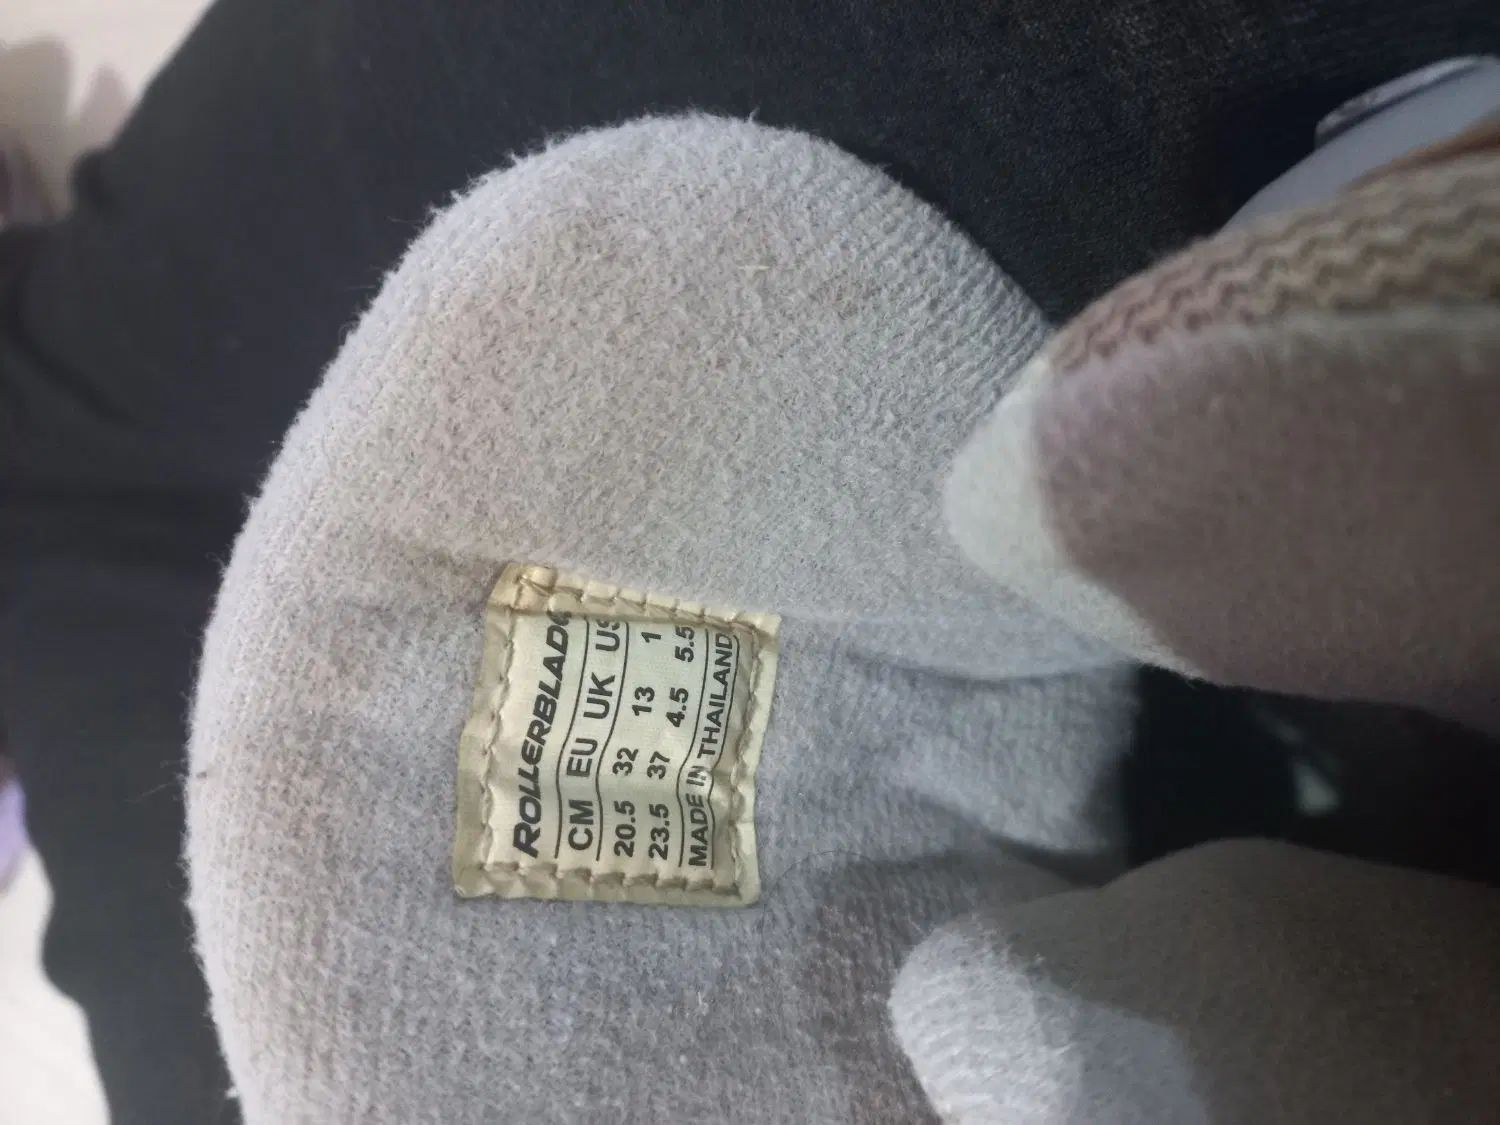 ROLLERBLADE
CM EU UK US
20.5 32 13 1
23.5 37 4.5 5.5
MADE IN THAILAND